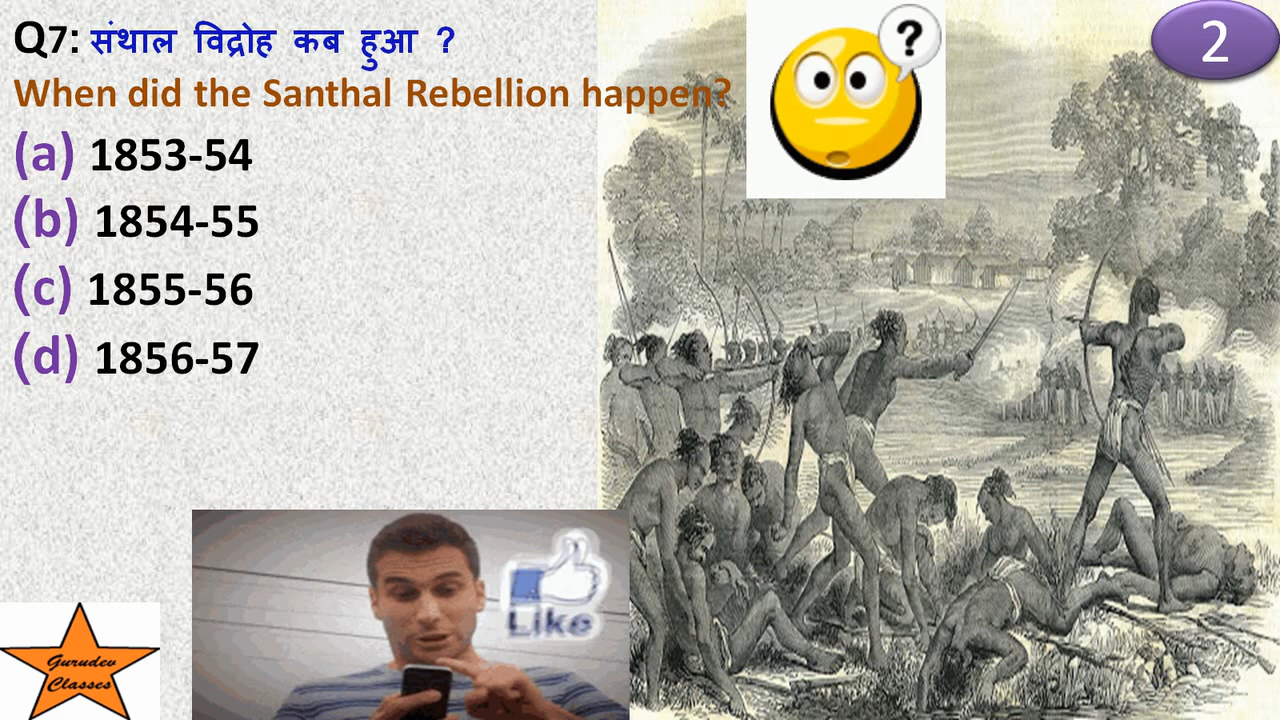 Q7: संथाल विद्रोह कब हुआ ?
When did the Santhal Rebellion happen?
(a) 1853-54
(b) 1854-55
(c) 1855-56
(d) 1856-57
?
2
Like
Gurudev
Classes